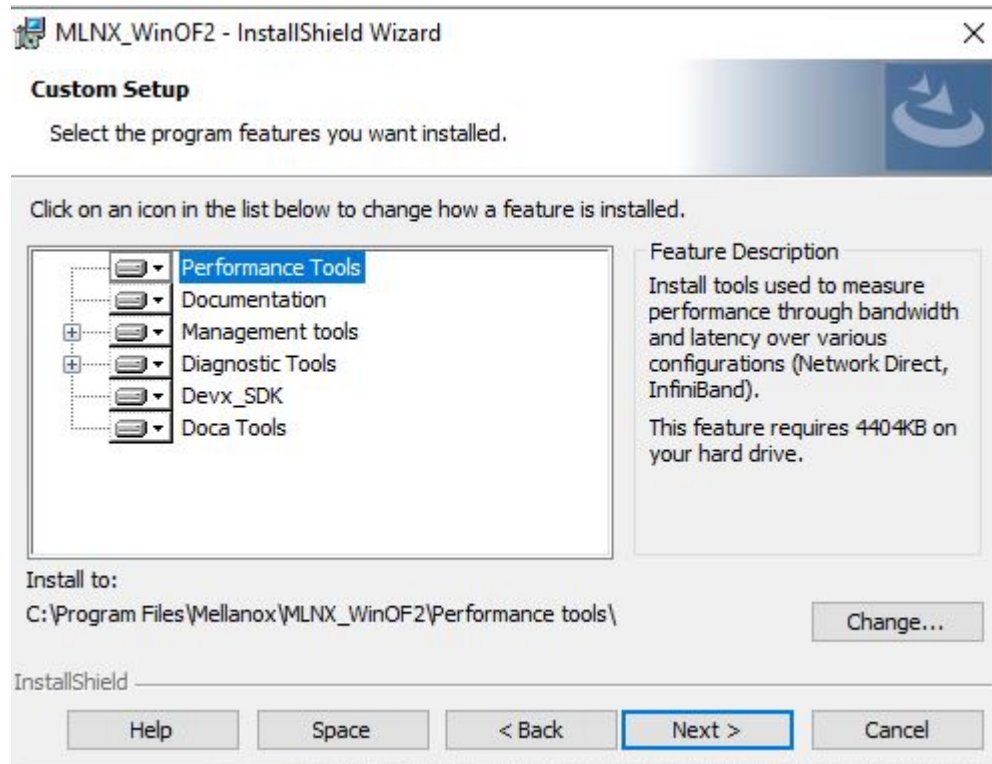 MLNX_WinOF2 - InstallShield Wizard
Custom Setup
Select the program features you want installed.
Click on an icon in the list below to change how a feature is installed.
Performance Tools
Documentation
Management tools
Diagnostic Tools
Devx_SDK
Doca Tools
Feature Description
Install tools used to measure
performance through bandwidth
and latency over various
configurations (Network Direct,
InfiniBand).
This feature requires 4404KB on
your hard drive.
Install to:
C:\Program Files\Mellanox\MLNX_WinOF2\Performance tools\
Change...
InstallShield
Help
Space
< Back
Next >
Cancel